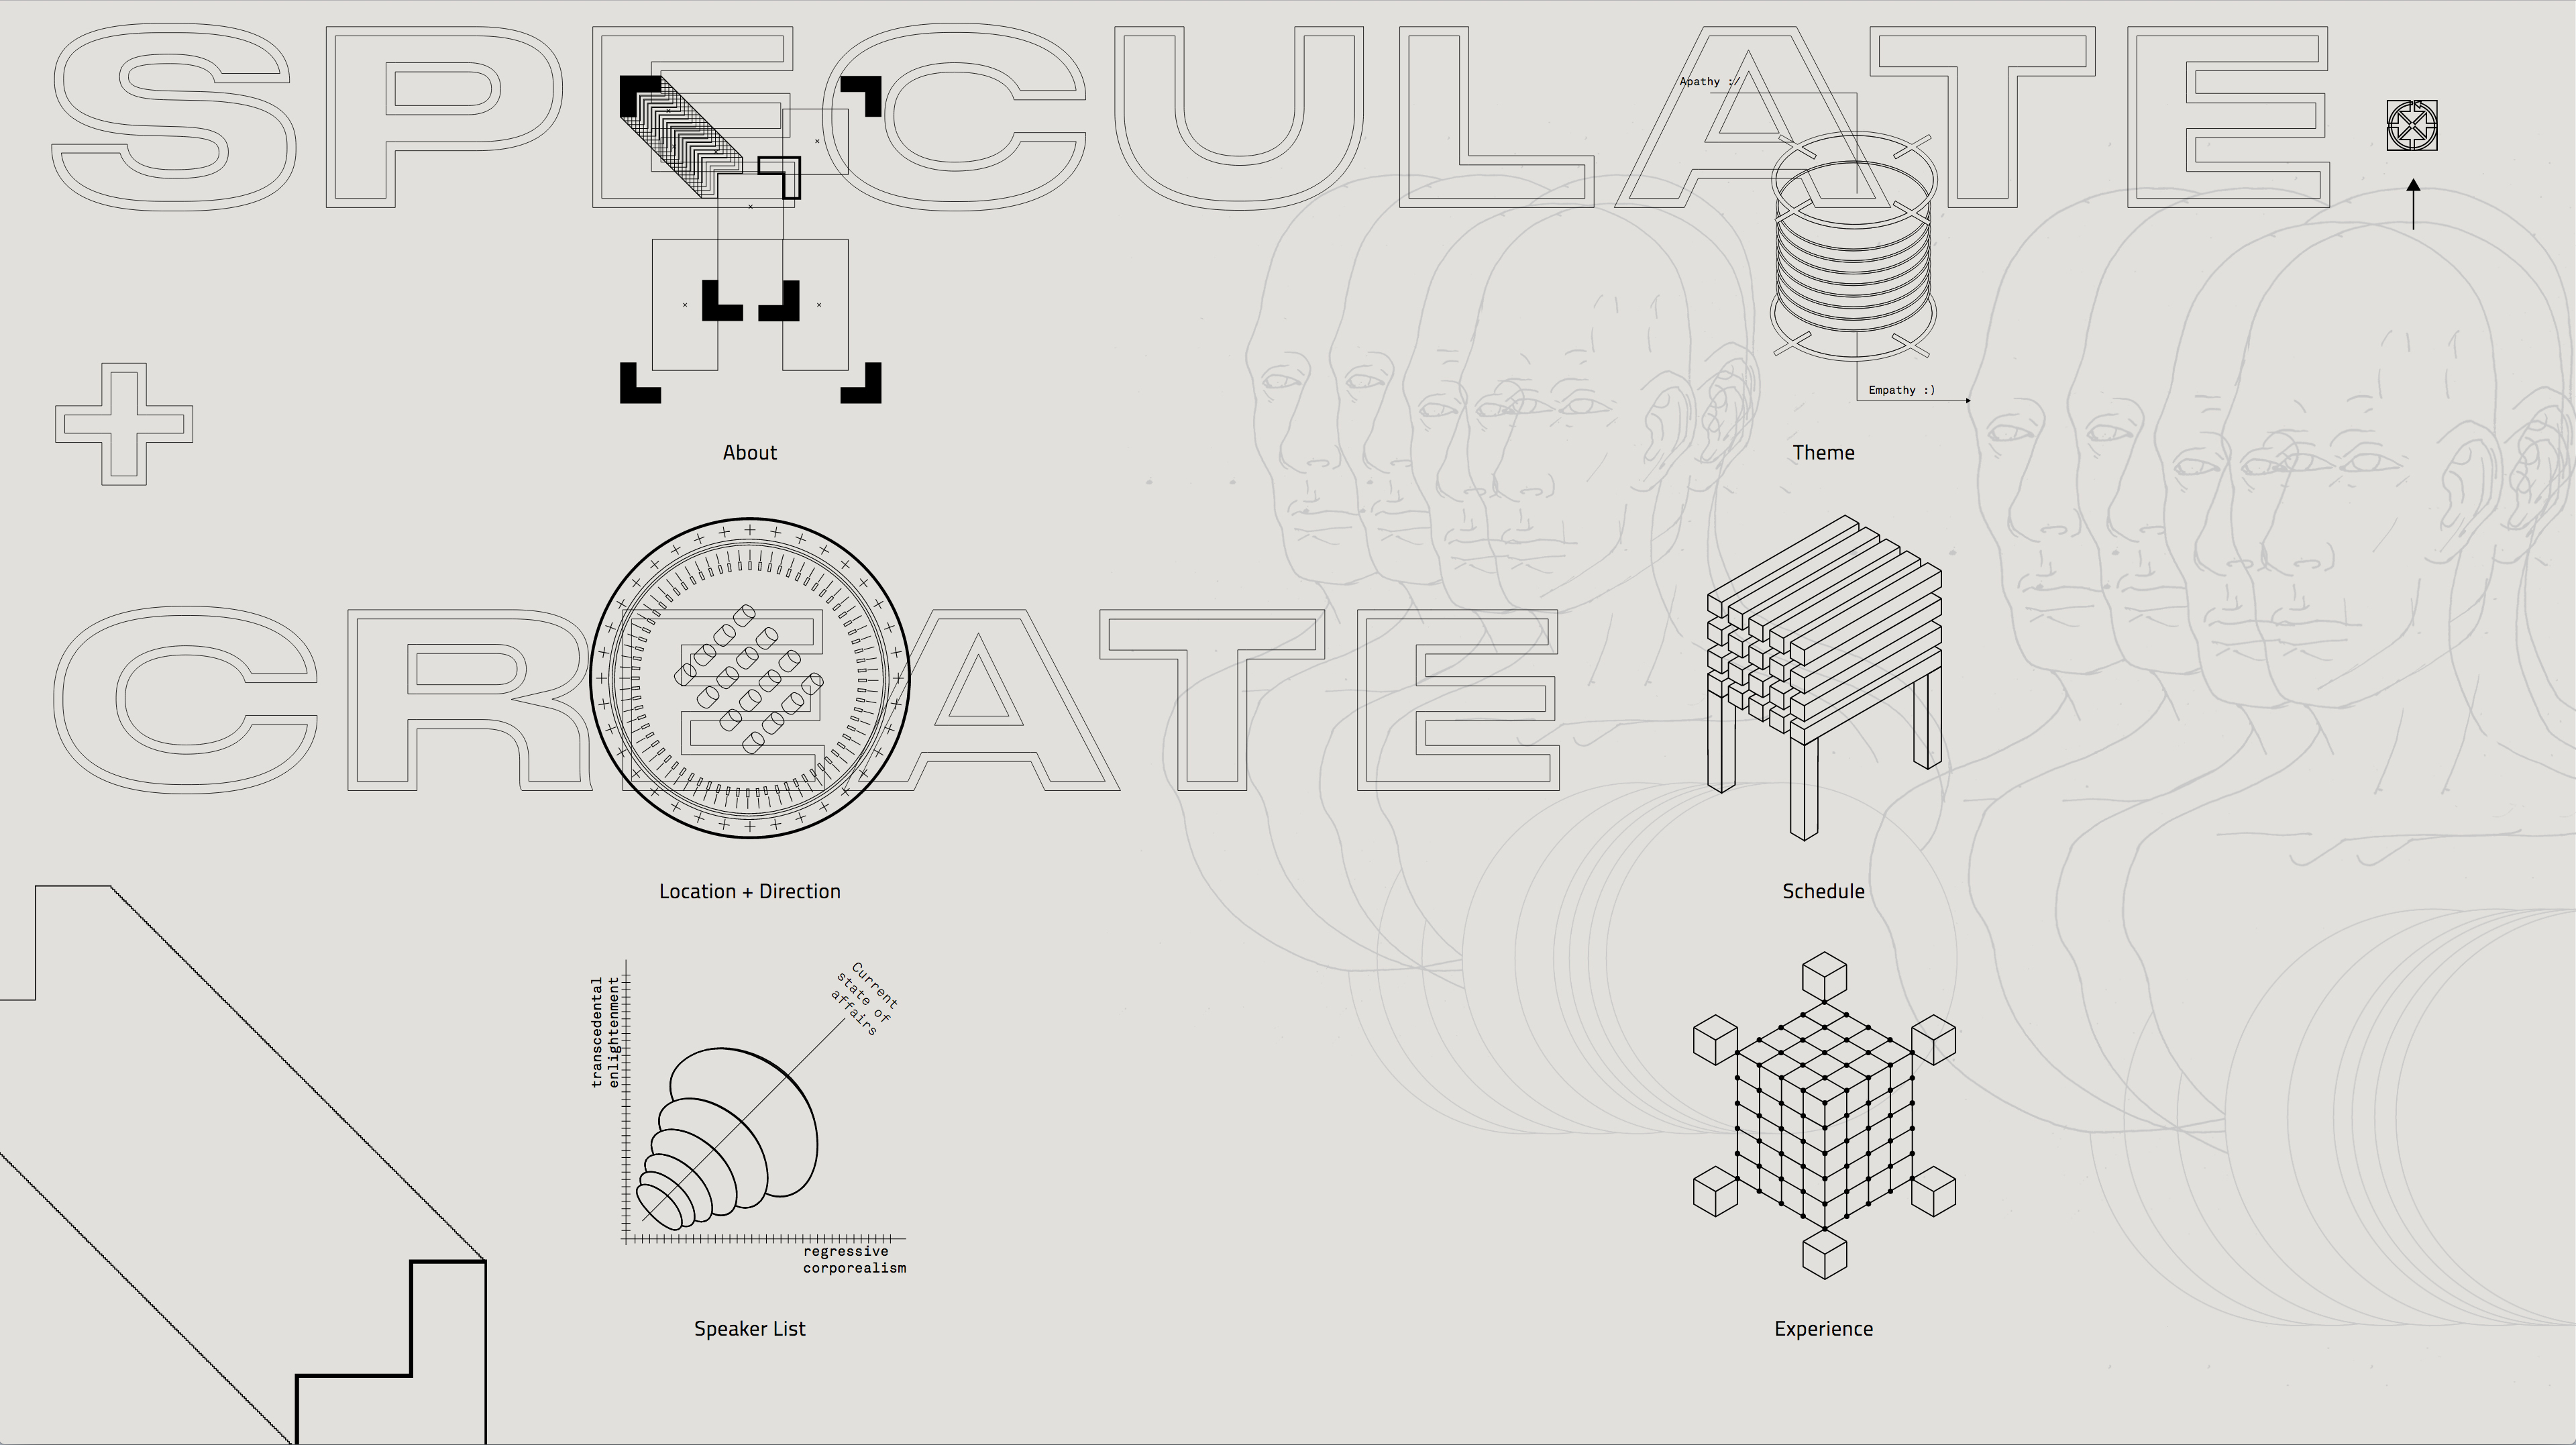 SPECULATE
+
CREATE
Apathy :/
Empathy :)
About
Theme
Location + Direction
Schedule
transcedental
enlightenment
Current
state of
affairs
regressive
corporealism
Speaker List
Experience